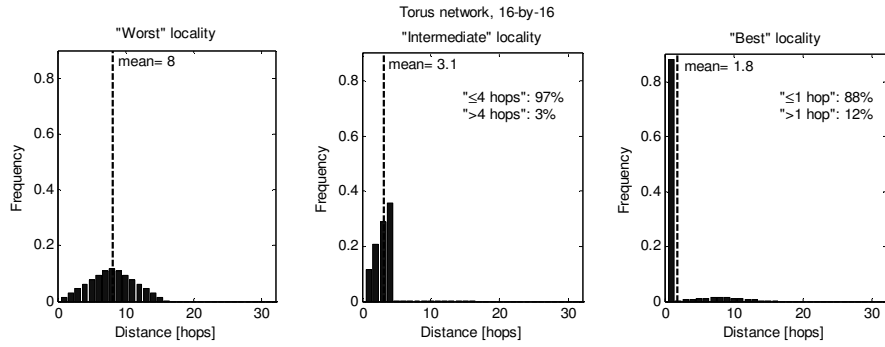 Torus network, 16-by-16
"Worst" locality
mean= 8
Frequency
0.8
0.6
0.4
0.2
0
0
10
20
30
Distance [hops]
"Intermediate" locality
mean= 3.1
"≤4 hops": 97%
">4 hops": 3%
Frequency
0.8
0.6
0.4
0.2
0
0
10
20
30
Distance [hops]
"Best" locality
mean= 1.8
"≤1 hop": 88%
">1 hop": 12%
Frequency
0.8
0.6
0.4
0.2
0
0
10
20
30
Distance [hops]